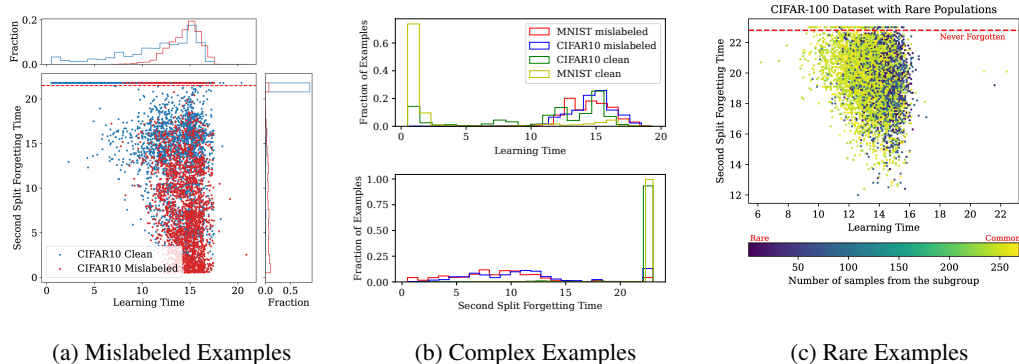 Fraction
0.2
0.0
Second Split Forgetting Time
20
15
10
5
0
CIFAR10 Clean
CIFAR10 Mislabeled
0 5 10 15 20
Learning Time
Fraction
(a) Mislabeled Examples
Fraction of Examples
0.6
0.4
0.2
0.0
MNIST mislabeled
CIFAR10 mislabeled
CIFAR10 clean
MNIST clean
0 5 10 15 20
Learning Time
Fraction of Examples
1.00
0.75
0.50
0.25
0.00
0 5 10 15 20
Second Split Forgetting Time
(b) Complex Examples
CIFAR-100 Dataset with Rare Populations
Never Forgotten
Second Split Forgetting Time
22
20
18
16
14
12
6 8 10 12 14 16 18 20 22
Learning Time
Rare Common
50 100 150 200 250
Number of samples from the subgroup
(c) Rare Examples